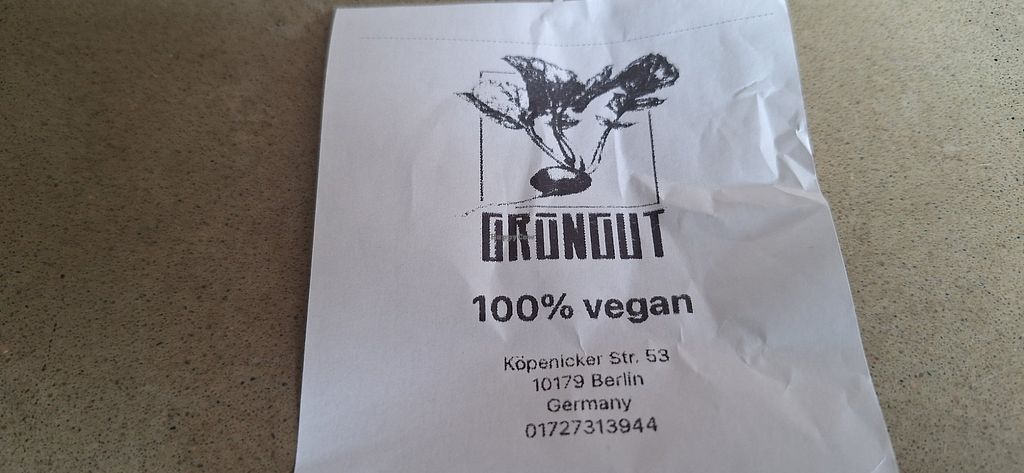 GRÜNGUT
100% vegan
Köpenicker Str. 53
10179 Berlin
Germany
01727313944